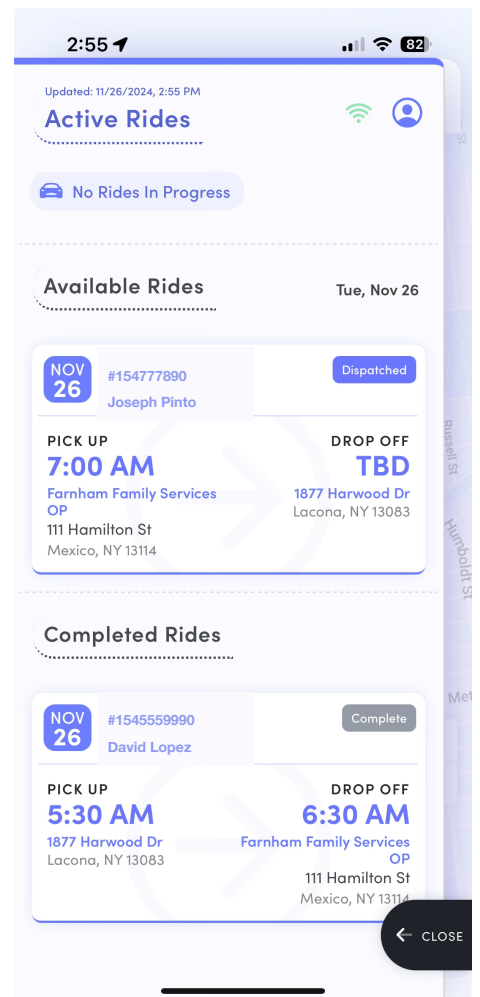 2:55
82
Updated: 11/26/2024, 2:55 PM
Active Rides
No Rides In Progress
Available Rides
Tue, Nov 26
NOV
26
#154777890
Joseph Pinto
Dispatched
PICK UP
7:00 AM
Farnham Family Services
OP
111 Hamilton St
Mexico, NY 13114
DROP OFF
TBD
1877 Harwood Dr
Lacona, NY 13083
Russell St
Humboldt St
Completed Rides
NOV
26
#1545559990
David Lopez
Complete
Met
PICK UP
5:30 AM
1877 Harwood Dr
Lacona, NY 13083
DROP OFF
6:30 AM
Farnham Family Services
OP
111 Hamilton St
Mexico, NY 13114
CLOSE